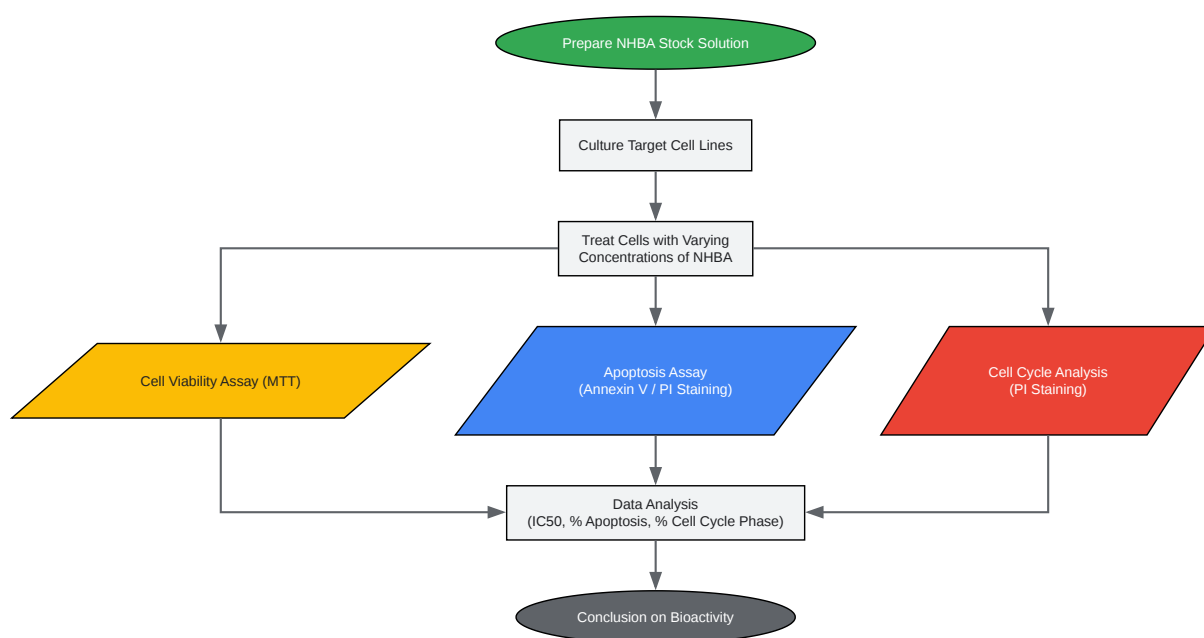 Prepare NHBA Stock Solution
Culture Target Cell Lines
Treat Cells with Varying
Concentrations of NHBA
Cell Viability Assay (MTT)
Apoptosis Assay
(Annexin V / PI Staining)
Cell Cycle Analysis
(PI Staining)
Data Analysis
(IC50, % Apoptosis, % Cell Cycle Phase)
Conclusion on Bioactivity